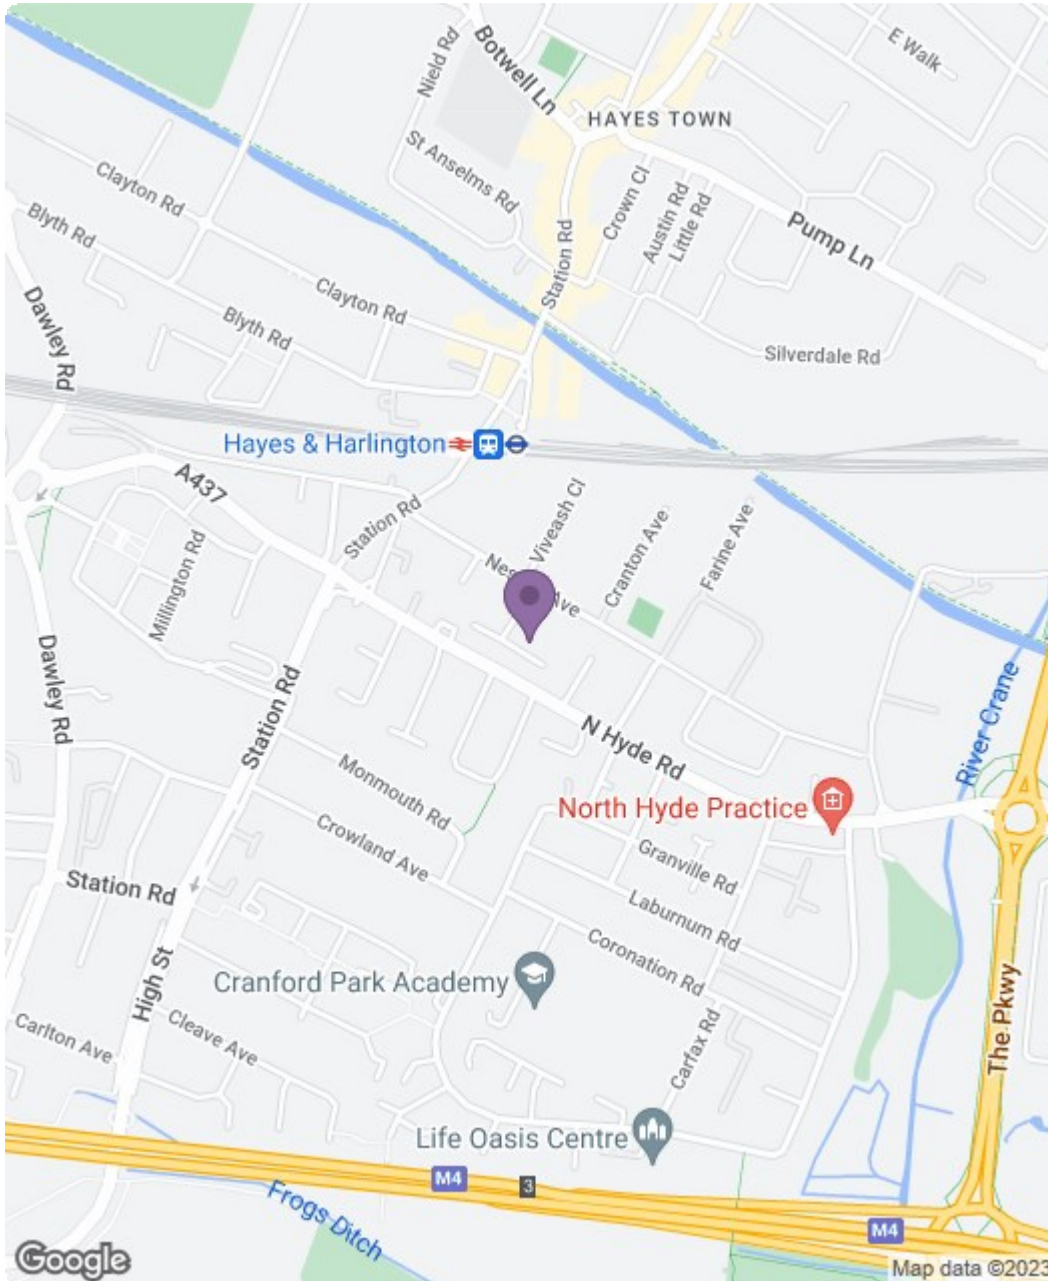 Nield Rd
Botwell Ln
E Walk
HAYES TOWN
St Anselms Rd
Clayton Rd
Crown Cl
Austin Rd
Little Rd
Blyth Rd
Pump Ln
Station Rd
Dawley Rd
Clayton Rd
Blyth Rd
Silverdale Rd
Hayes & Harlington
A437
Station Rd
Viveash Cl
Cranton Ave
Farine Ave
Millington Rd
Nes
Ave
Dawley Rd
Station Rd
River Crane
N Hyde Rd
Monmouth Rd
North Hyde Practice
Crowland Ave
Granville Rd
Station Rd
Laburnum Rd
Coronation Rd
High St
Cranford Park Academy
The Pkwy
Carlton Ave
Cleave Ave
Carfax Rd
Life Oasis Centre
M4
3
Frogs Ditch
M4
Google
Map data ©2023